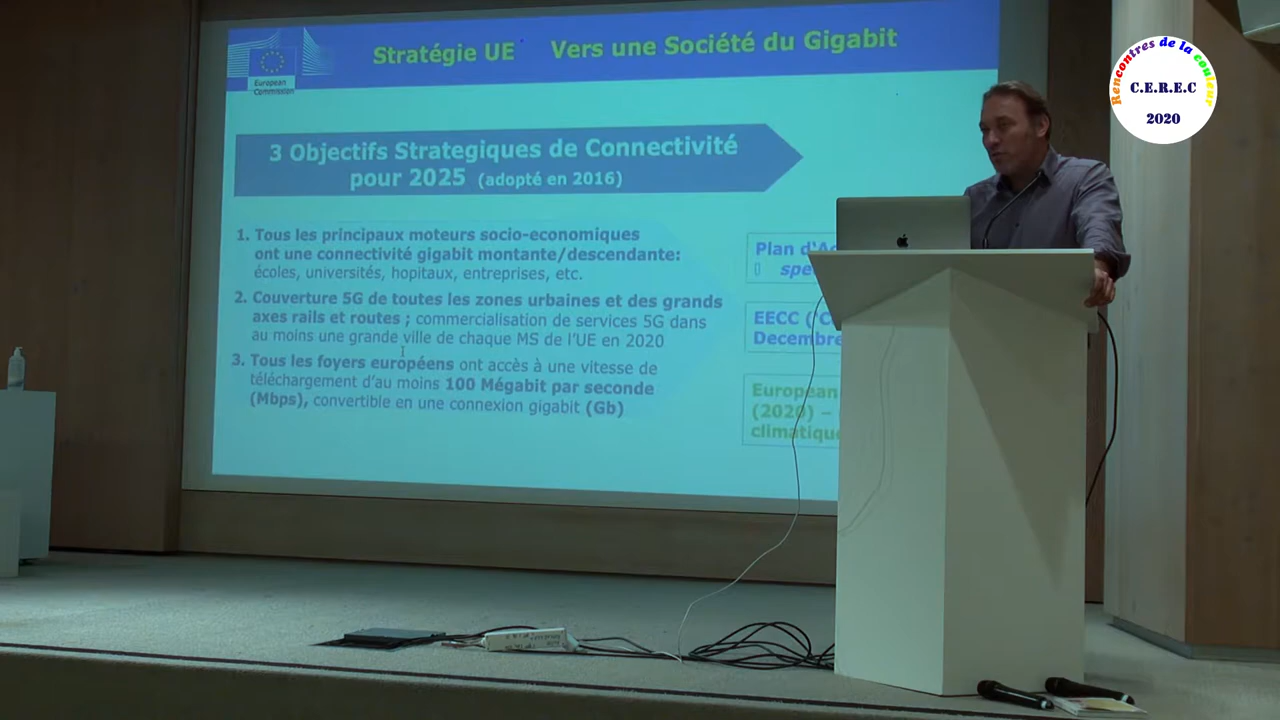 Stratégie UE Vers une Société du Gigabit
European
Commission
3 Objectifs Strategiques de Connectivité
pour 2025 (adopté en 2016)
1. Tous les principaux moteurs socio-economiques
ont une connectivité gigabit montante/descendante:
écoles, universités, hopitaux, entreprises, etc.
2. Couverture 5G de toutes les zones urbaines et des grands
axes rails et routes ; commercialisation de services 5G dans
au moins une grande ville de chaque MS de l'UE en 2020
3. Tous les foyers européens ont accès à une vitesse de
téléchargement d'au moins 100 Mégabit par seconde
(Mbps), convertible en une connexion gigabit (Gb)
Plan d'A
spe
EECC ('C
Decembre
European
(2020) –
climatique
Rencontres de la couleur
C.E.R.E.C
2020